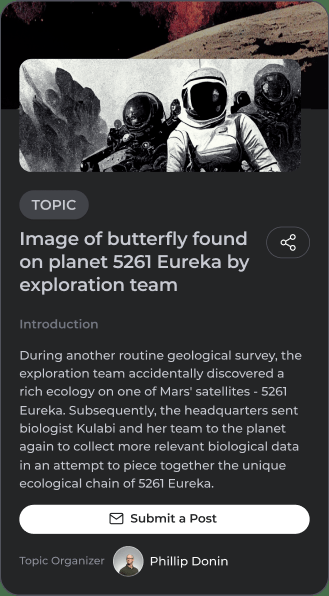 TOPIC
Image of butterfly found
on planet 5261 Eureka by
exploration team
Introduction
During another routine geological survey, the
exploration team accidentally discovered a
rich ecology on one of Mars' satellites - 5261
Eureka. Subsequently, the headquarters sent
biologist Kulabi and her team to the planet
again to collect more relevant biological data
in an attempt to piece together the unique
ecological chain of 5261 Eureka.
Submit a Post
Topic Organizer Phillip Donin